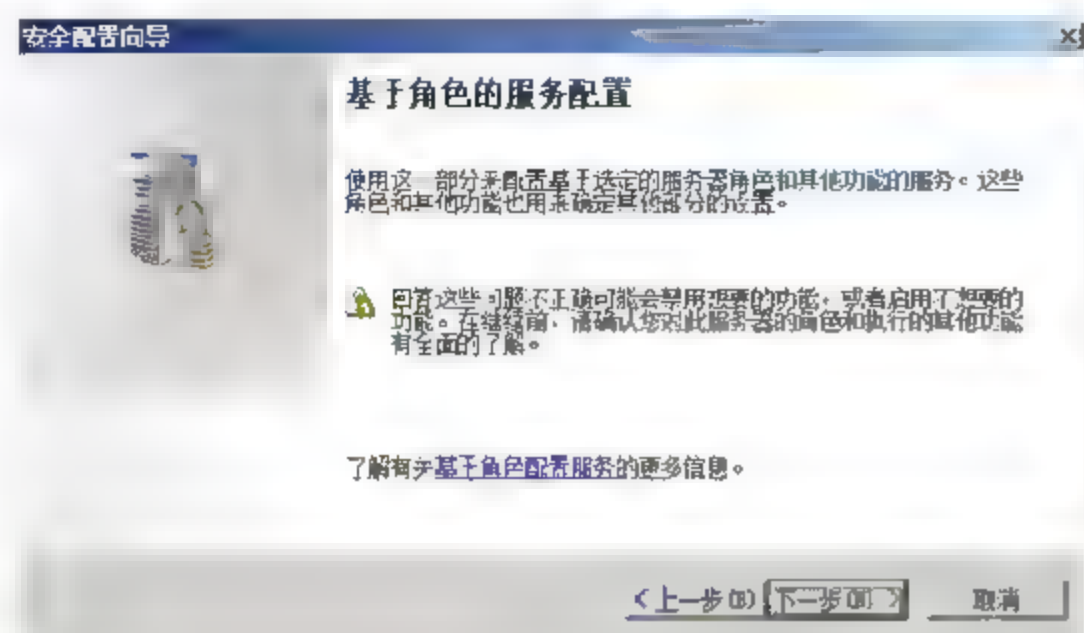 安全配置向导
基于角色的服务配置
使用这一部分来配置基于选定的服务器角色和其他功能的服务。这些
角色和其他功能也用来确定其他部分的设置。
回答这些问题不正确可能会禁用想要的功能，或者启用了想要的
功能。在继续前，请确认您对此服务器的角色和执行的其他功能
有全面的了解。
了解有关基于角色配置服务的更多信息。
<上一步(B) 下一步(N) > 取消